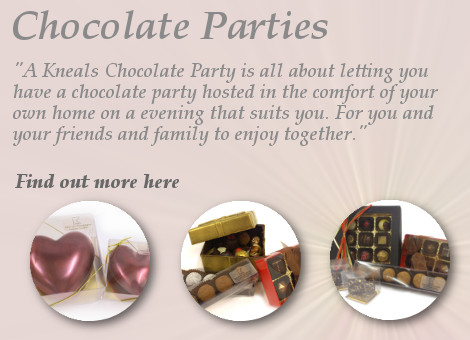 Chocolate Parties
"A Kneals Chocolate Party is all about letting you
have a chocolate party hosted in the comfort of your
own home on a evening that suits you. For you and
your friends and family to enjoy together."
Find out more here